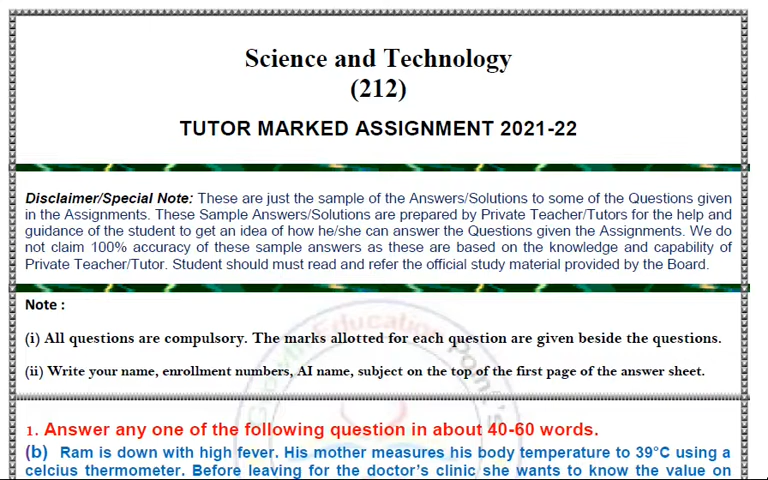 Science and Technology
(212)
TUTOR MARKED ASSIGNMENT 2021-22
Disclaimer/Special Note: These are just the sample of the Answers/Solutions to some of the Questions given
in the Assignments. These Sample Answers/Solutions are prepared by Private Teacher/Tutors for the help and
guidance of the student to get an idea of how he/she can answer the Questions given the Assignments. We do
not claim 100% accuracy of these sample answers as these are based on the knowledge and capability of
Private Teacher/Tutor. Student should must read and refer the official study material provided by the Board.
Note :
(i) All questions are compulsory. The marks allotted for each question are given beside the questions.
(ii) Write your name, enrollment numbers, AI name, subject on the top of the first page of the answer sheet.
1. Answer any one of the following question in about 40-60 words.
(b) Ram is down with high fever. His mother measures his body temperature to 39°C using a
celcius thermometer. Before leaving for the doctor's clinic she wants to know the value on